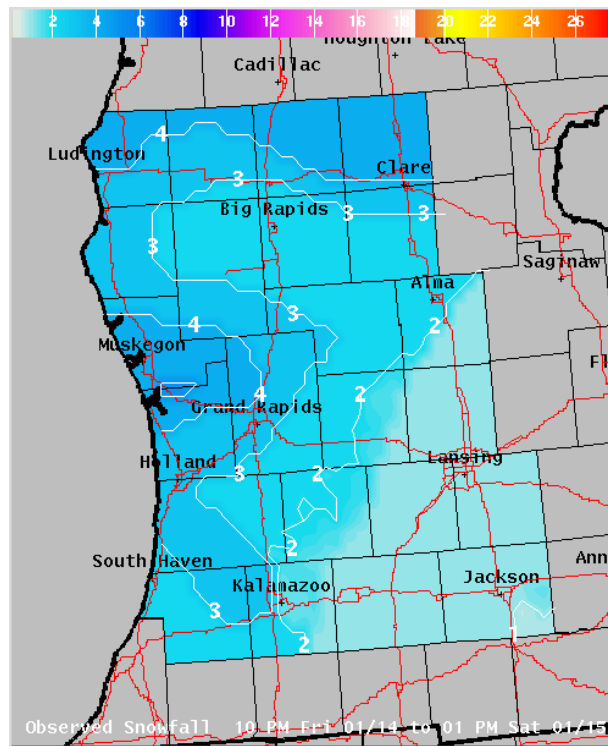 2 4 6 8 10 12 14 16 18 20 22 24 26
Houghton Lake
Cadillac
4
Ludington
Clare
3
3 3
Big Rapids
3
Saginaw
Alma
3
4 2
Muskegon
Fl
4 2
Grand Rapids
Holland
Lansing
3 2
2
South Haven
Ann
Kalamazoo
Jackson
3
1
2
Observed Snowfall 10 PM Fri 01/14 to 01 PM Sat 01/15